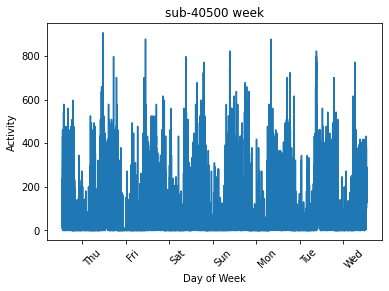 sub-40500 week
Activity
800
600
400
200
0
Thu
Fri
Sat
Sun
Mon
Tue
Wed
Day of Week